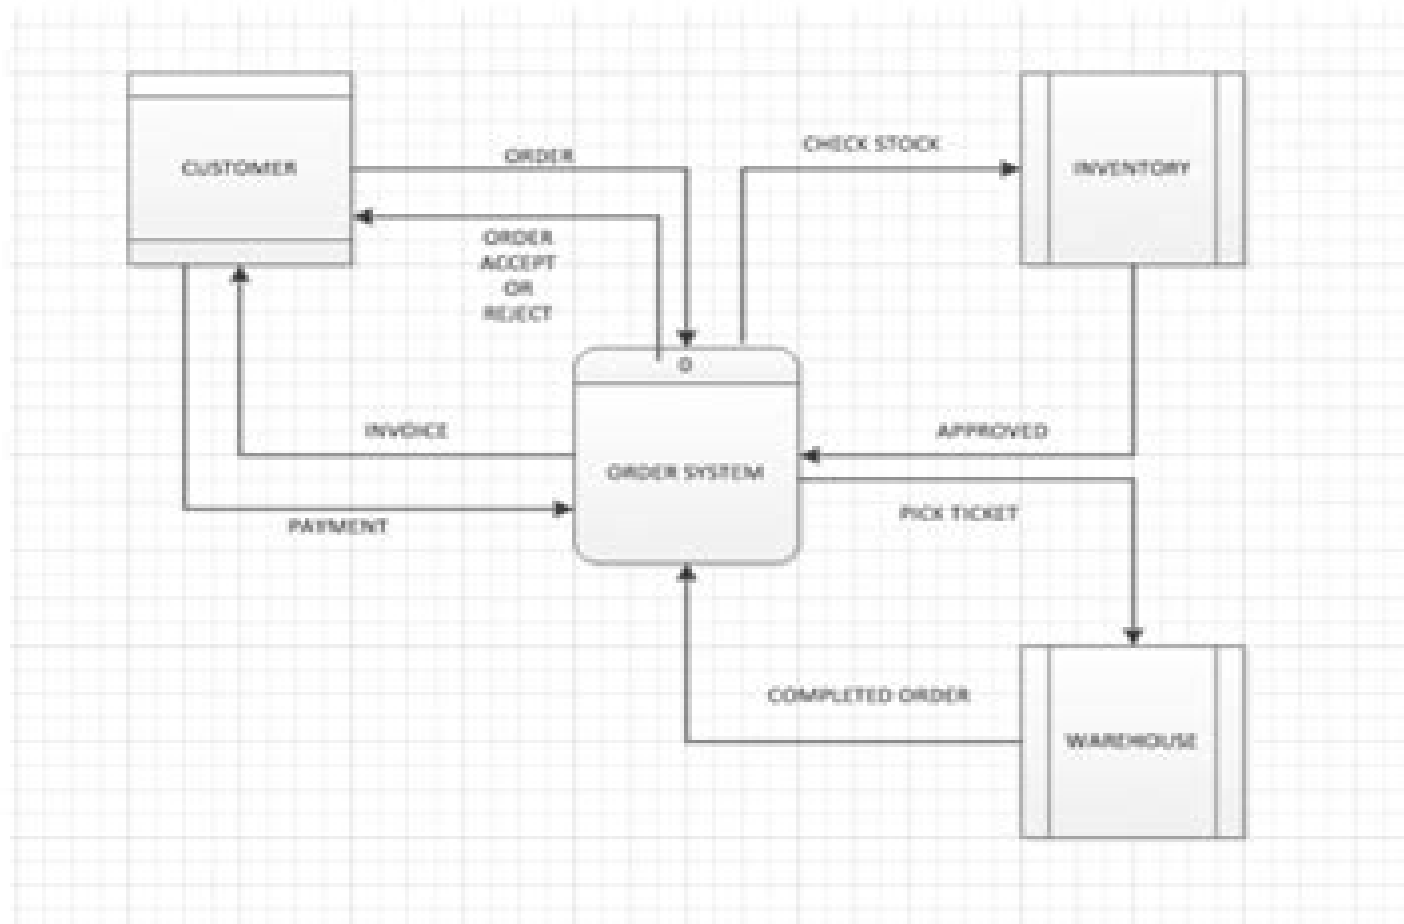 CUSTOMER
ORDER
CHECK STOCK
INVENTORY
ORDER
ACCEPT
OR
REJECT
0
INVOICE
APPROVED
ORDER SYSTEM
PICK TICKET
PAYMENT
COMPLETED ORDER
WAREHOUSE